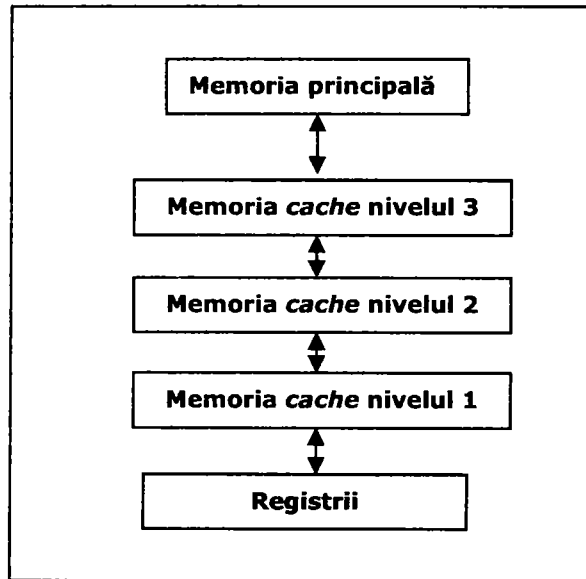 Memoria principală
Memoria cache nivelul 3
Memoria cache nivelul 2
Memoria cache nivelul 1
Registrii